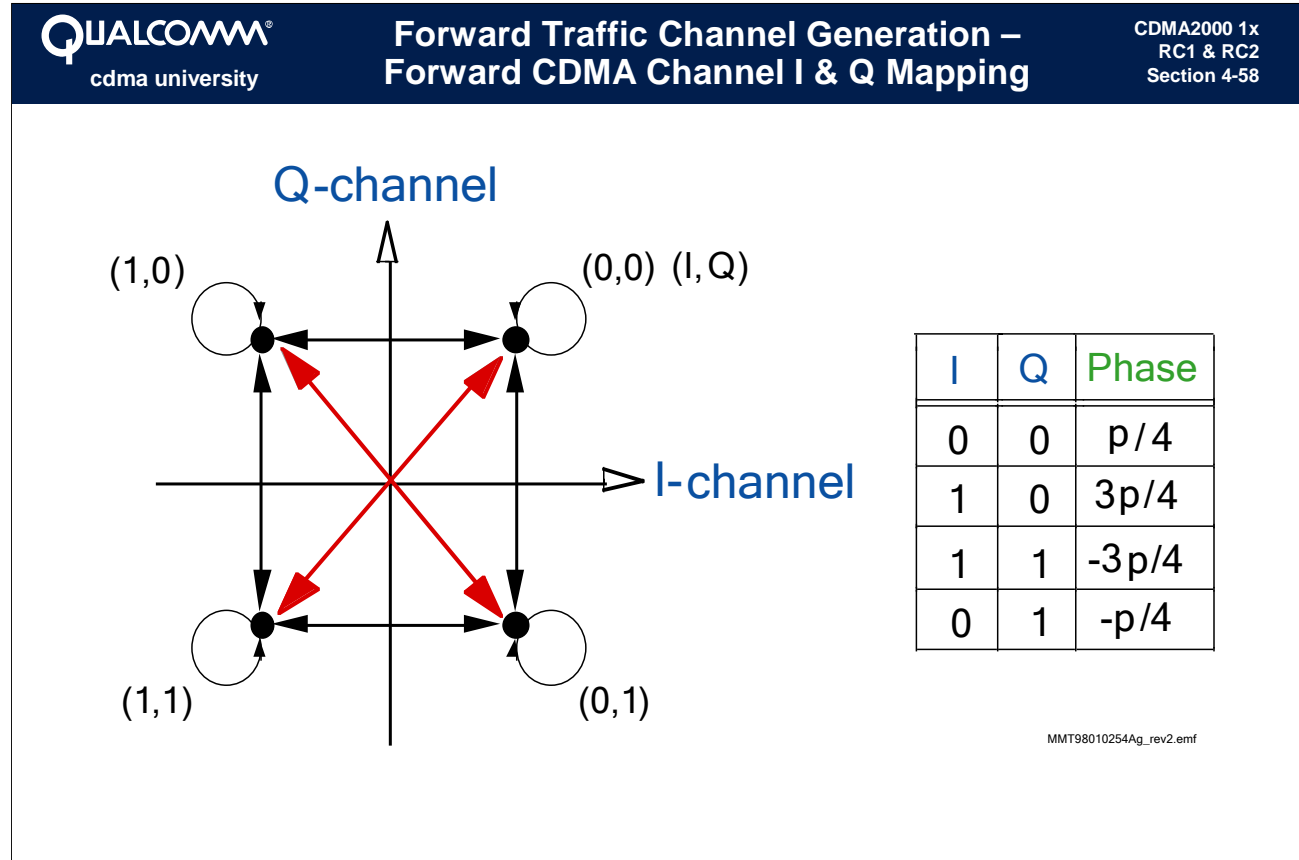 QUALCOMM®
cdma university
Forward Traffic Channel Generation –
Forward CDMA Channel I & Q Mapping
CDMA2000 1x
RC1 & RC2
Section 4-58
Q-channel
(1,0)
(0,0) (I,Q)
I-channel
(1,1)
(0,1)
I Q Phase
0 0 p/4
1 0 3p/4
1 1 -3p/4
0 1 -p/4
MMT98010254Ag_rev2.emf